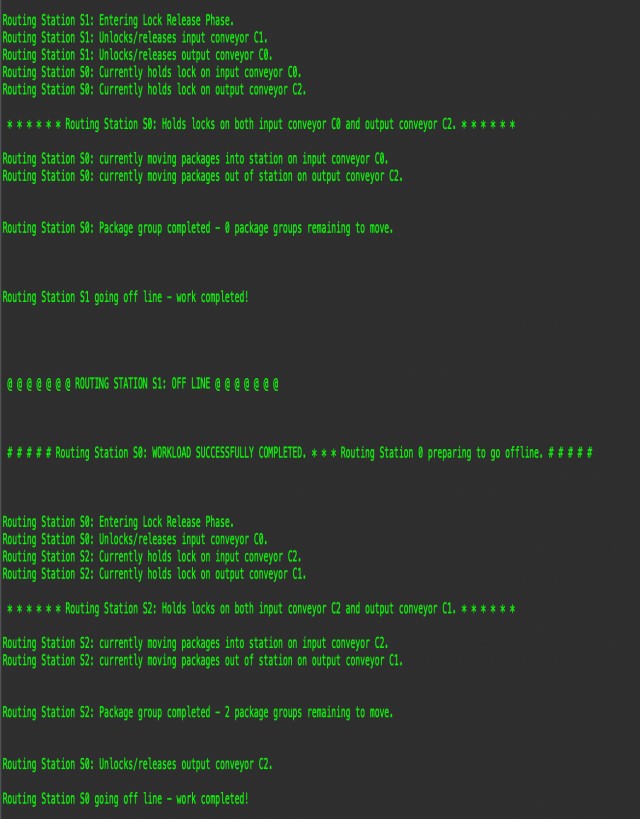 Routing Station S1: Entering Lock Release Phase.
Routing Station S1: Unlocks/releases input conveyor C1.
Routing Station S1: Unlocks/releases output conveyor C0.
Routing Station S0: Currently holds lock on input conveyor C0.
Routing Station S0: Currently holds lock on output conveyor C2.
* * * * * * Routing Station S0: Holds locks on both input conveyor C0 and output conveyor C2. * * * * * *
Routing Station S0: currently moving packages into station on input conveyor C0.
Routing Station S0: currently moving packages out of station on output conveyor C2.
Routing Station S0: Package group completed – 0 package groups remaining to move.
Routing Station S1 going off line – work completed!
@ @ @ @ @ @ @ ROUTING STATION S1: OFF LINE @ @ @ @ @ @ @
# # # # # Routing Station S0: WORKLOAD SUCCESSFULLY COMPLETED. * * * Routing Station 0 preparing to go offline. # # # # #
Routing Station S0: Entering Lock Release Phase.
Routing Station S0: Unlocks/releases input conveyor C0.
Routing Station S2: Currently holds lock on input conveyor C2.
Routing Station S2: Currently holds lock on output conveyor C1.
* * * * * * Routing Station S2: Holds locks on both input conveyor C2 and output conveyor C1. * * * * * *
Routing Station S2: currently moving packages into station on input conveyor C2.
Routing Station S2: currently moving packages out of station on output conveyor C1.
Routing Station S2: Package group completed – 2 package groups remaining to move.
Routing Station S0: Unlocks/releases output conveyor C2.
Routing Station S0 going off line – work completed!